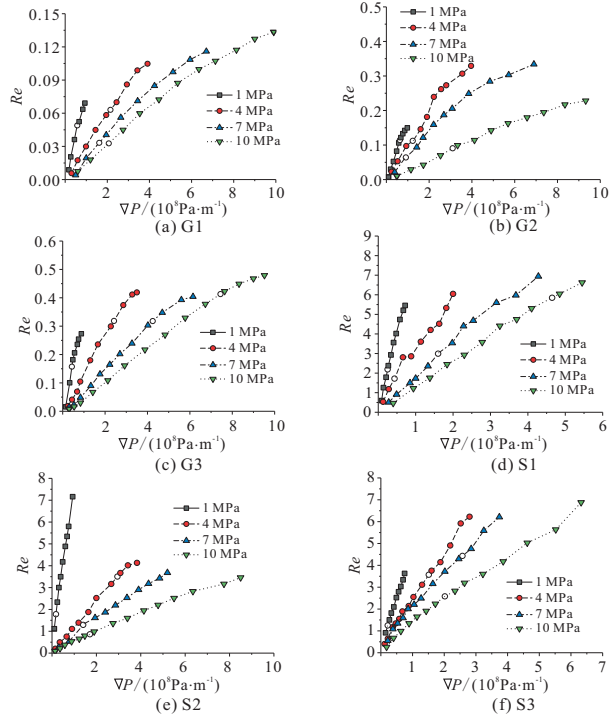 0.15
0.12
0.09
0.06
0.03
0.00
Re
1 MPa
4 MPa
7 MPa
10 MPa
0 2 4 6 8 10
∇P/(10⁸Pa·m⁻¹)
(a) G1
0.5
0.4
0.3
0.2
0.1
0.0
Re
1 MPa
4 MPa
7 MPa
10 MPa
0 2 4 6 8 10
∇P/(10⁸Pa·m⁻¹)
(b) G2
0.6
0.5
0.4
0.3
0.2
0.1
0.0
Re
1 MPa
4 MPa
7 MPa
10 MPa
0 2 4 6 8 10
∇P/(10⁸Pa·m⁻¹)
(c) G3
9
8
7
6
5
4
3
2
1
0
Re
1 MPa
4 MPa
7 MPa
10 MPa
0 1 2 3 4 5 6
∇P/(10⁸Pa·m⁻¹)
(d) S1
8
7
6
5
4
3
2
1
0
Re
1 MPa
4 MPa
7 MPa
10 MPa
0 2 4 6 8 10
∇P/(10⁸Pa·m⁻¹)
(e) S2
8
7
6
5
4
3
2
1
0
Re
1 MPa
4 MPa
7 MPa
10 MPa
0 1 2 3 4 5 6 7
∇P/(10⁸Pa·m⁻¹)
(f) S3